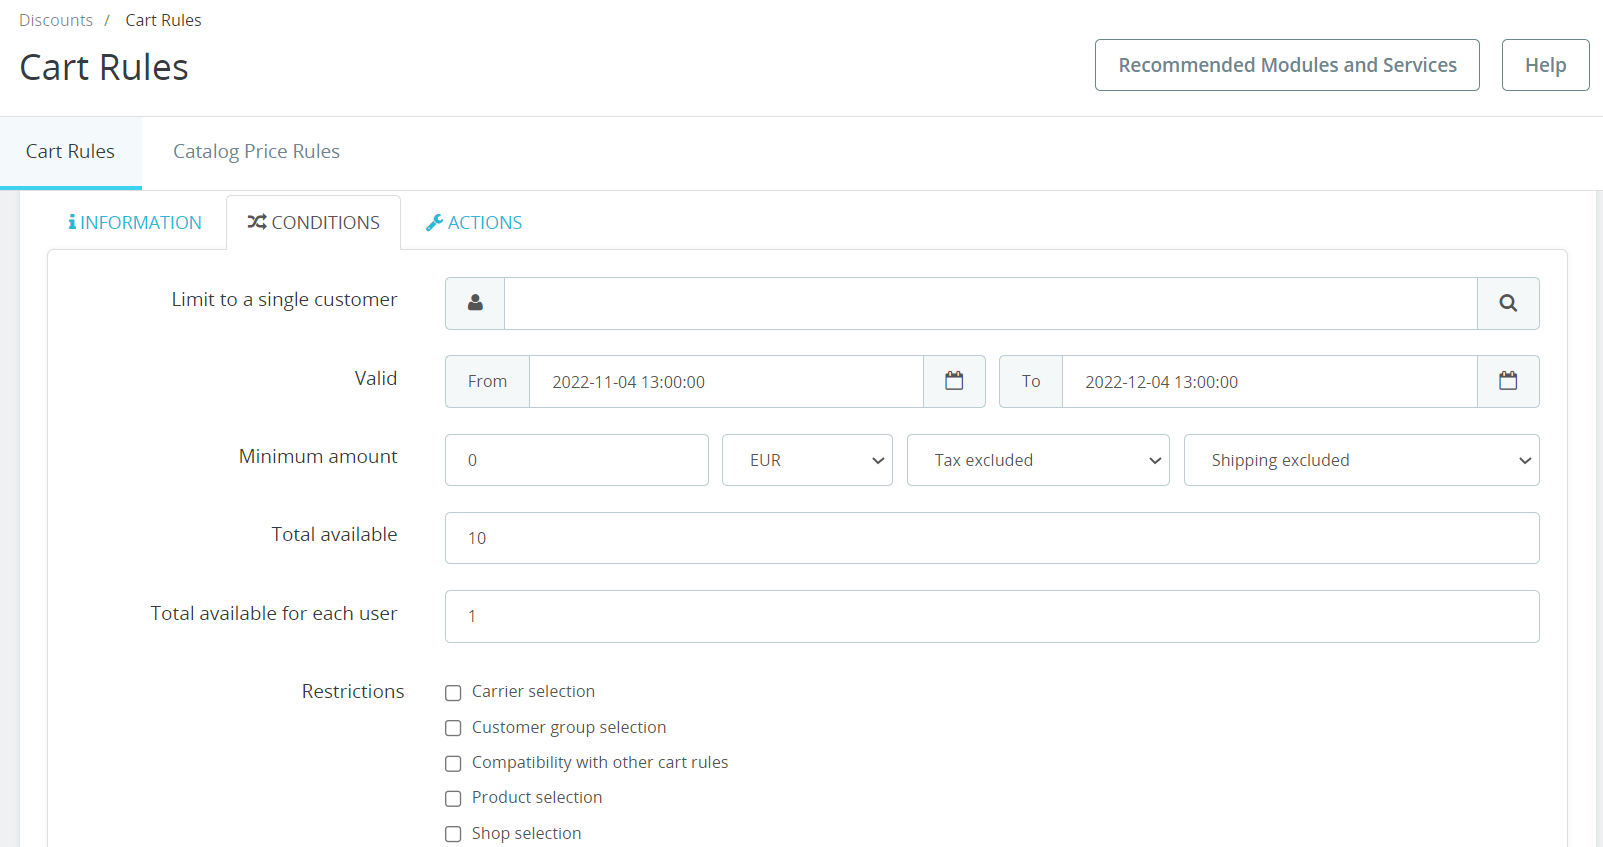 Discounts / Cart Rules
Cart Rules
Recommended Modules and Services
Help
Cart Rules
Catalog Price Rules
INFORMATION
CONDITIONS
ACTIONS
Limit to a single customer
Valid
From
2022-11-04 13:00:00
To
2022-12-04 13:00:00
Minimum amount
0
EUR
Tax excluded
Shipping excluded
Total available
10
Total available for each user
1
Restrictions
Carrier selection
Customer group selection
Compatibility with other cart rules
Product selection
Shop selection